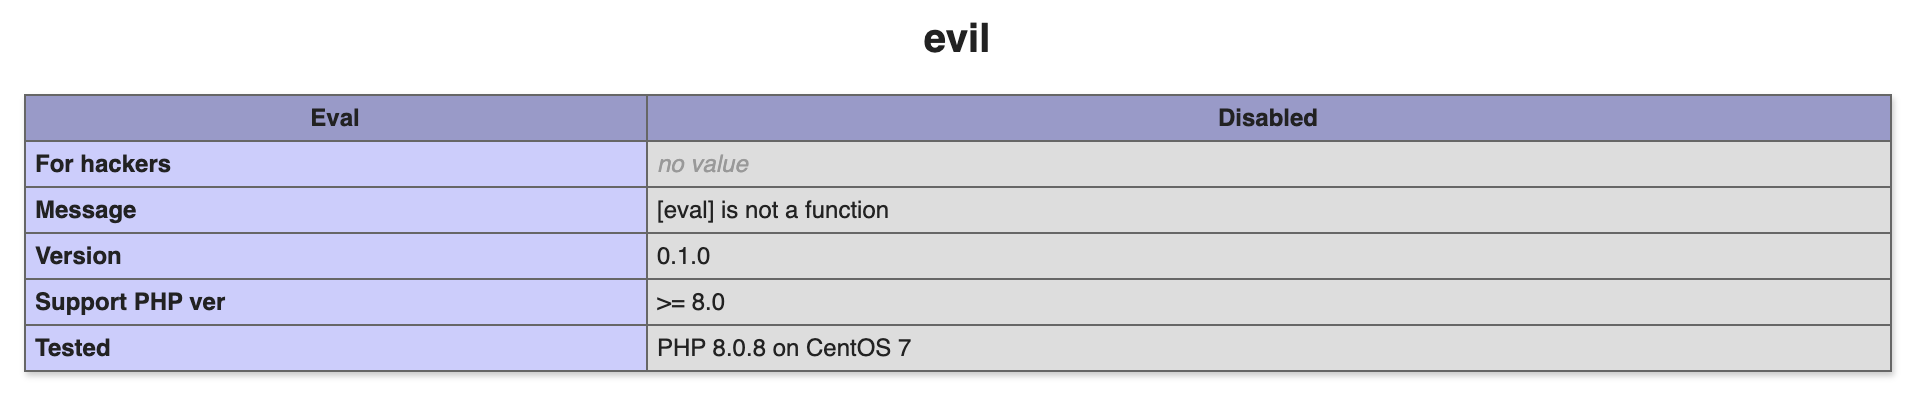 evil
Eval Disabled
For hackers no value
Message [eval] is not a function
Version 0.1.0
Support PHP ver >= 8.0
Tested PHP 8.0.8 on CentOS 7